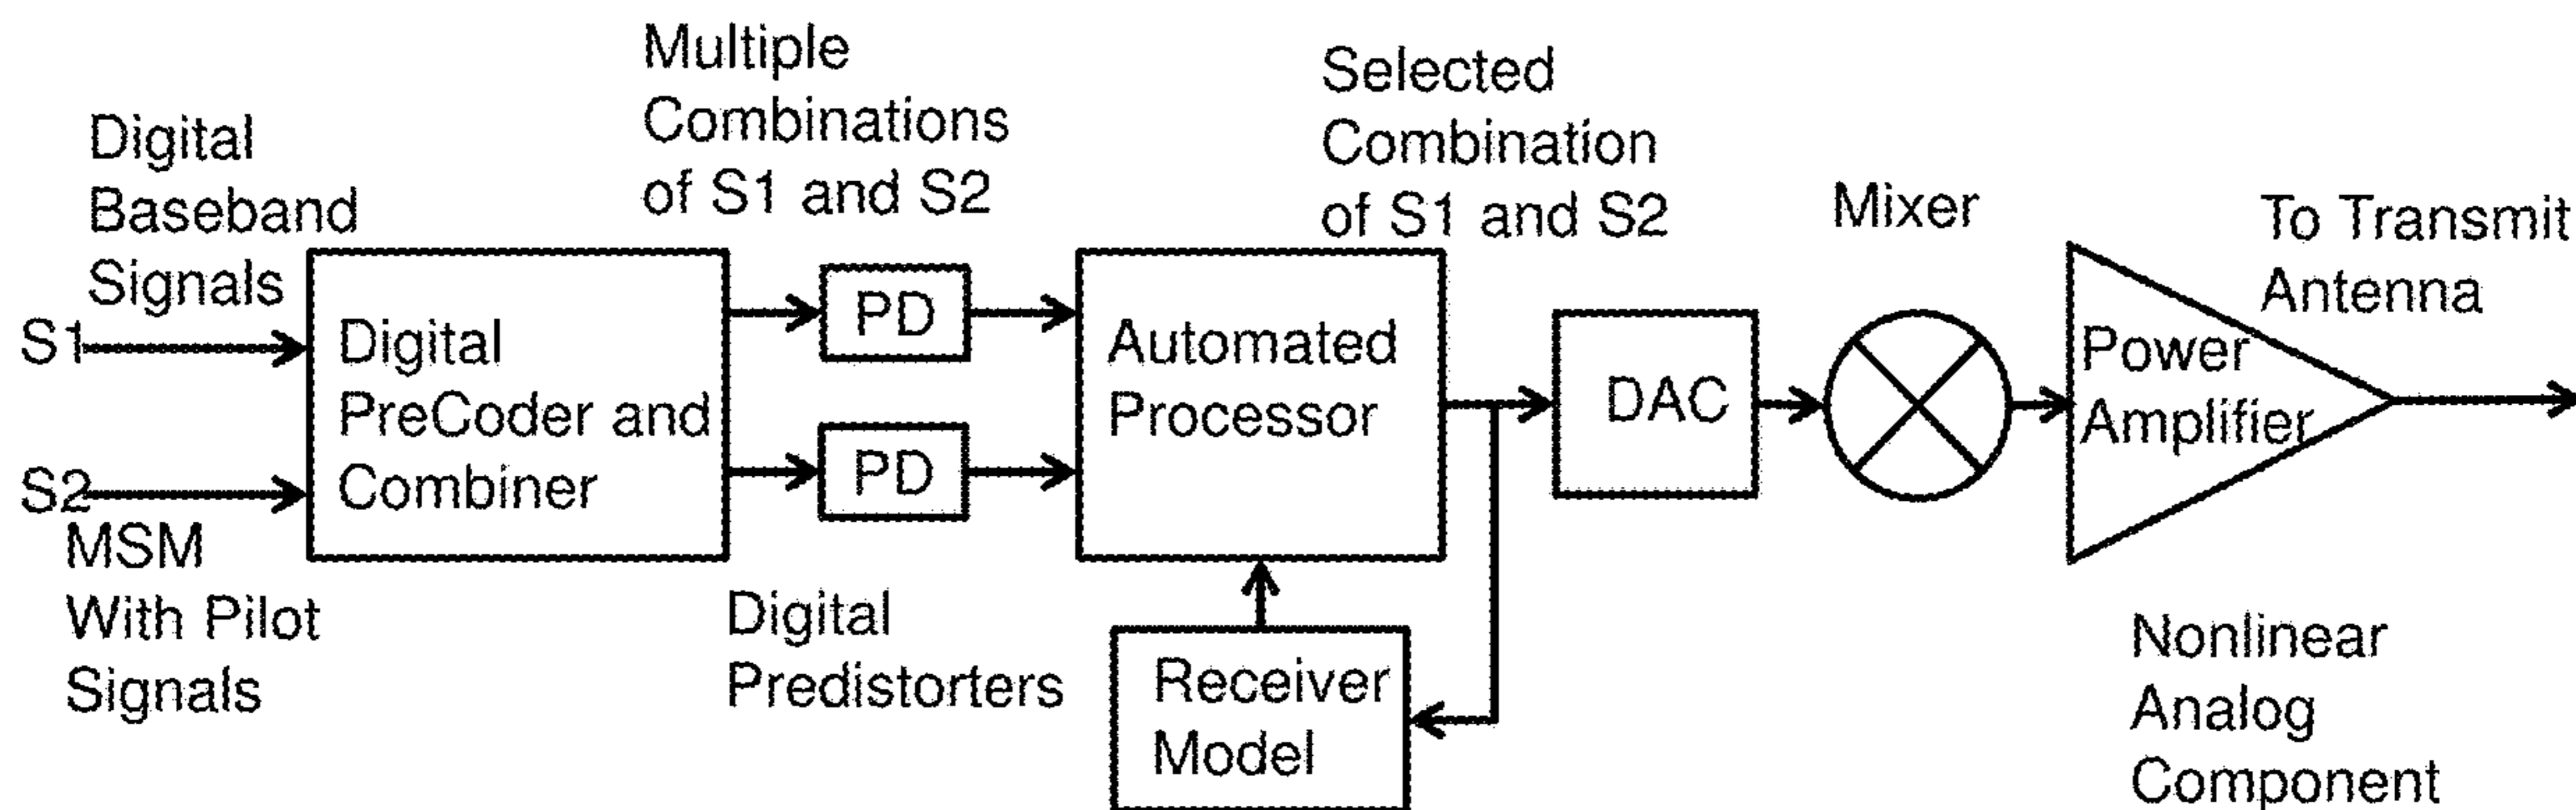 Digital
Baseband
Signals
S1
S2
MSM
With Pilot
Signals
Digital
PreCoder and
Combiner
Multiple
Combinations
of S1 and S2
PD
PD
Digital
Predistorters
Automated
Processor
Receiver
Model
Selected
Combination
of S1 and S2
DAC
Mixer
Power
Amplifier
To Transmit
Antenna
Nonlinear
Analog
Component